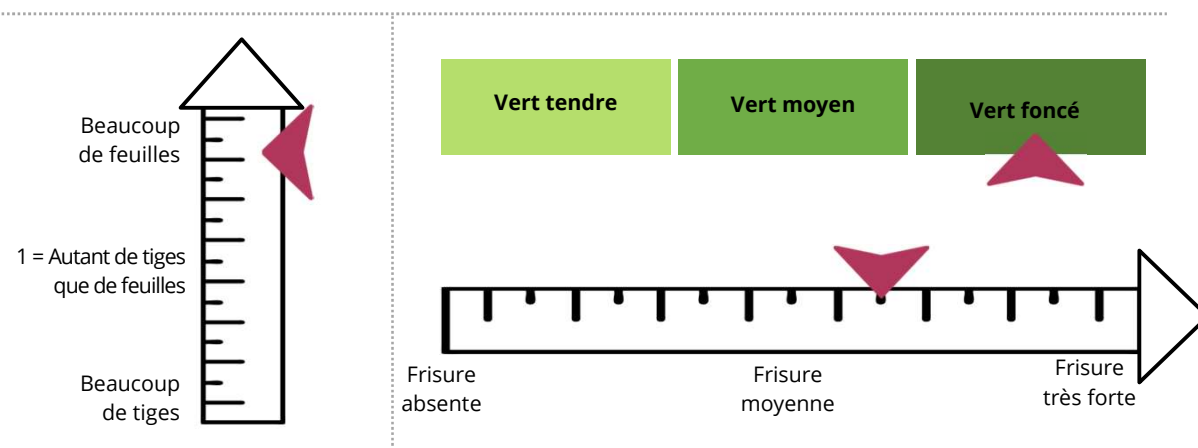 Beaucoup
de feuilles
1 = Autant de tiges
que de feuilles
Beaucoup
de tiges
Vert tendre
Vert moyen
Vert foncé
Frisure
absente
Frisure
moyenne
Frisure
très forte